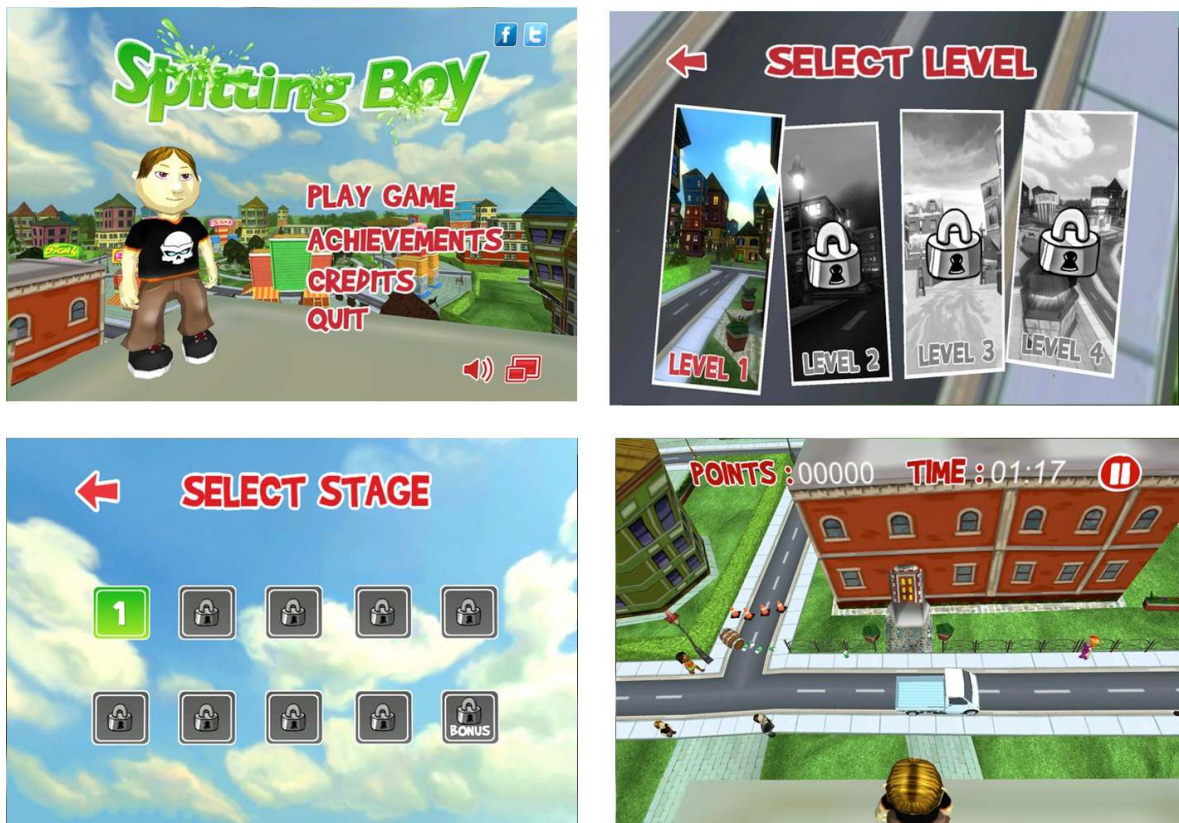 f t
Spitting Boy
PLAY GAME
ACHIEVEMENTS
CREDITS
QUIT
SELECT LEVEL
LEVEL 1
LEVEL 2
LEVEL 3
LEVEL 4
SELECT STAGE
1
BONUS
POINTS : 00000 TIME : 01:17